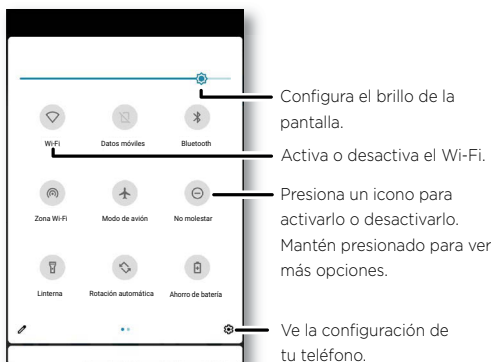 Configura el brillo de la
pantalla.
Wi-Fi
Datos móviles
Bluetooth
Activa o desactiva el Wi-Fi.
Presiona un icono para
activarlo o desactivarlo.
Mantén presionado para ver
más opciones.
Zona Wi-Fi
Modo de avión
No molestar
Linterna
Rotación automática
Ahorro de batería
Ve la configuración de
tu teléfono.